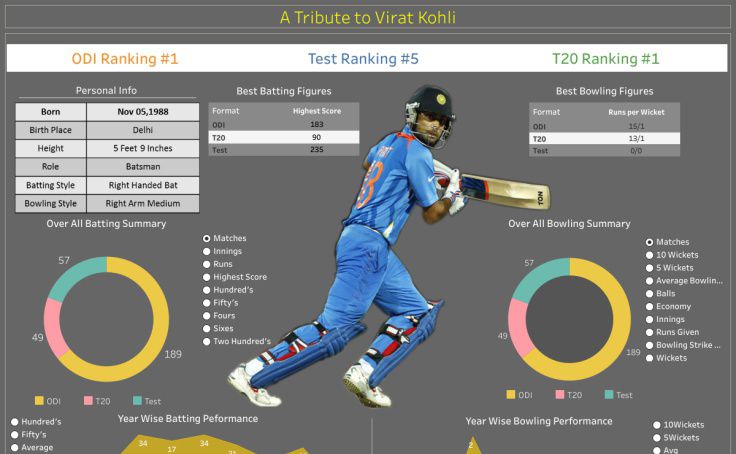 A Tribute to Virat Kohli
ODI Ranking #1
Test Ranking #5
T20 Ranking #1
Personal Info
Born Nov 05,1988
Birth Place Delhi
Height 5 Feet 9 Inches
Role Batsman
Batting Style Right Handed Bat
Bowling Style Right Arm Medium
Best Batting Figures
Format Highest Score
ODI 183
T20 90
Test 235
Best Bowling Figures
Format Runs per Wicket
ODI 15/1
T20 13/1
Test 0/0
TON
Over All Batting Summary
57
49
189
ODI T20 Test
Matches
Innings
Runs
Highest Score
Hundred's
Fifty's
Fours
Sixes
Two Hundred's
Over All Bowling Summary
57
49
189
ODI T20 Test
Matches
10 Wickets
5 Wickets
Average Bowlin...
Balls
Economy
Innings
Runs Given
Bowling Strike ...
Wickets
Hundred's
Fifty's
Average
Year Wise Batting Peformance
34
17
34
Year Wise Bowling Performance
2
10Wickets
5Wickets
Avg